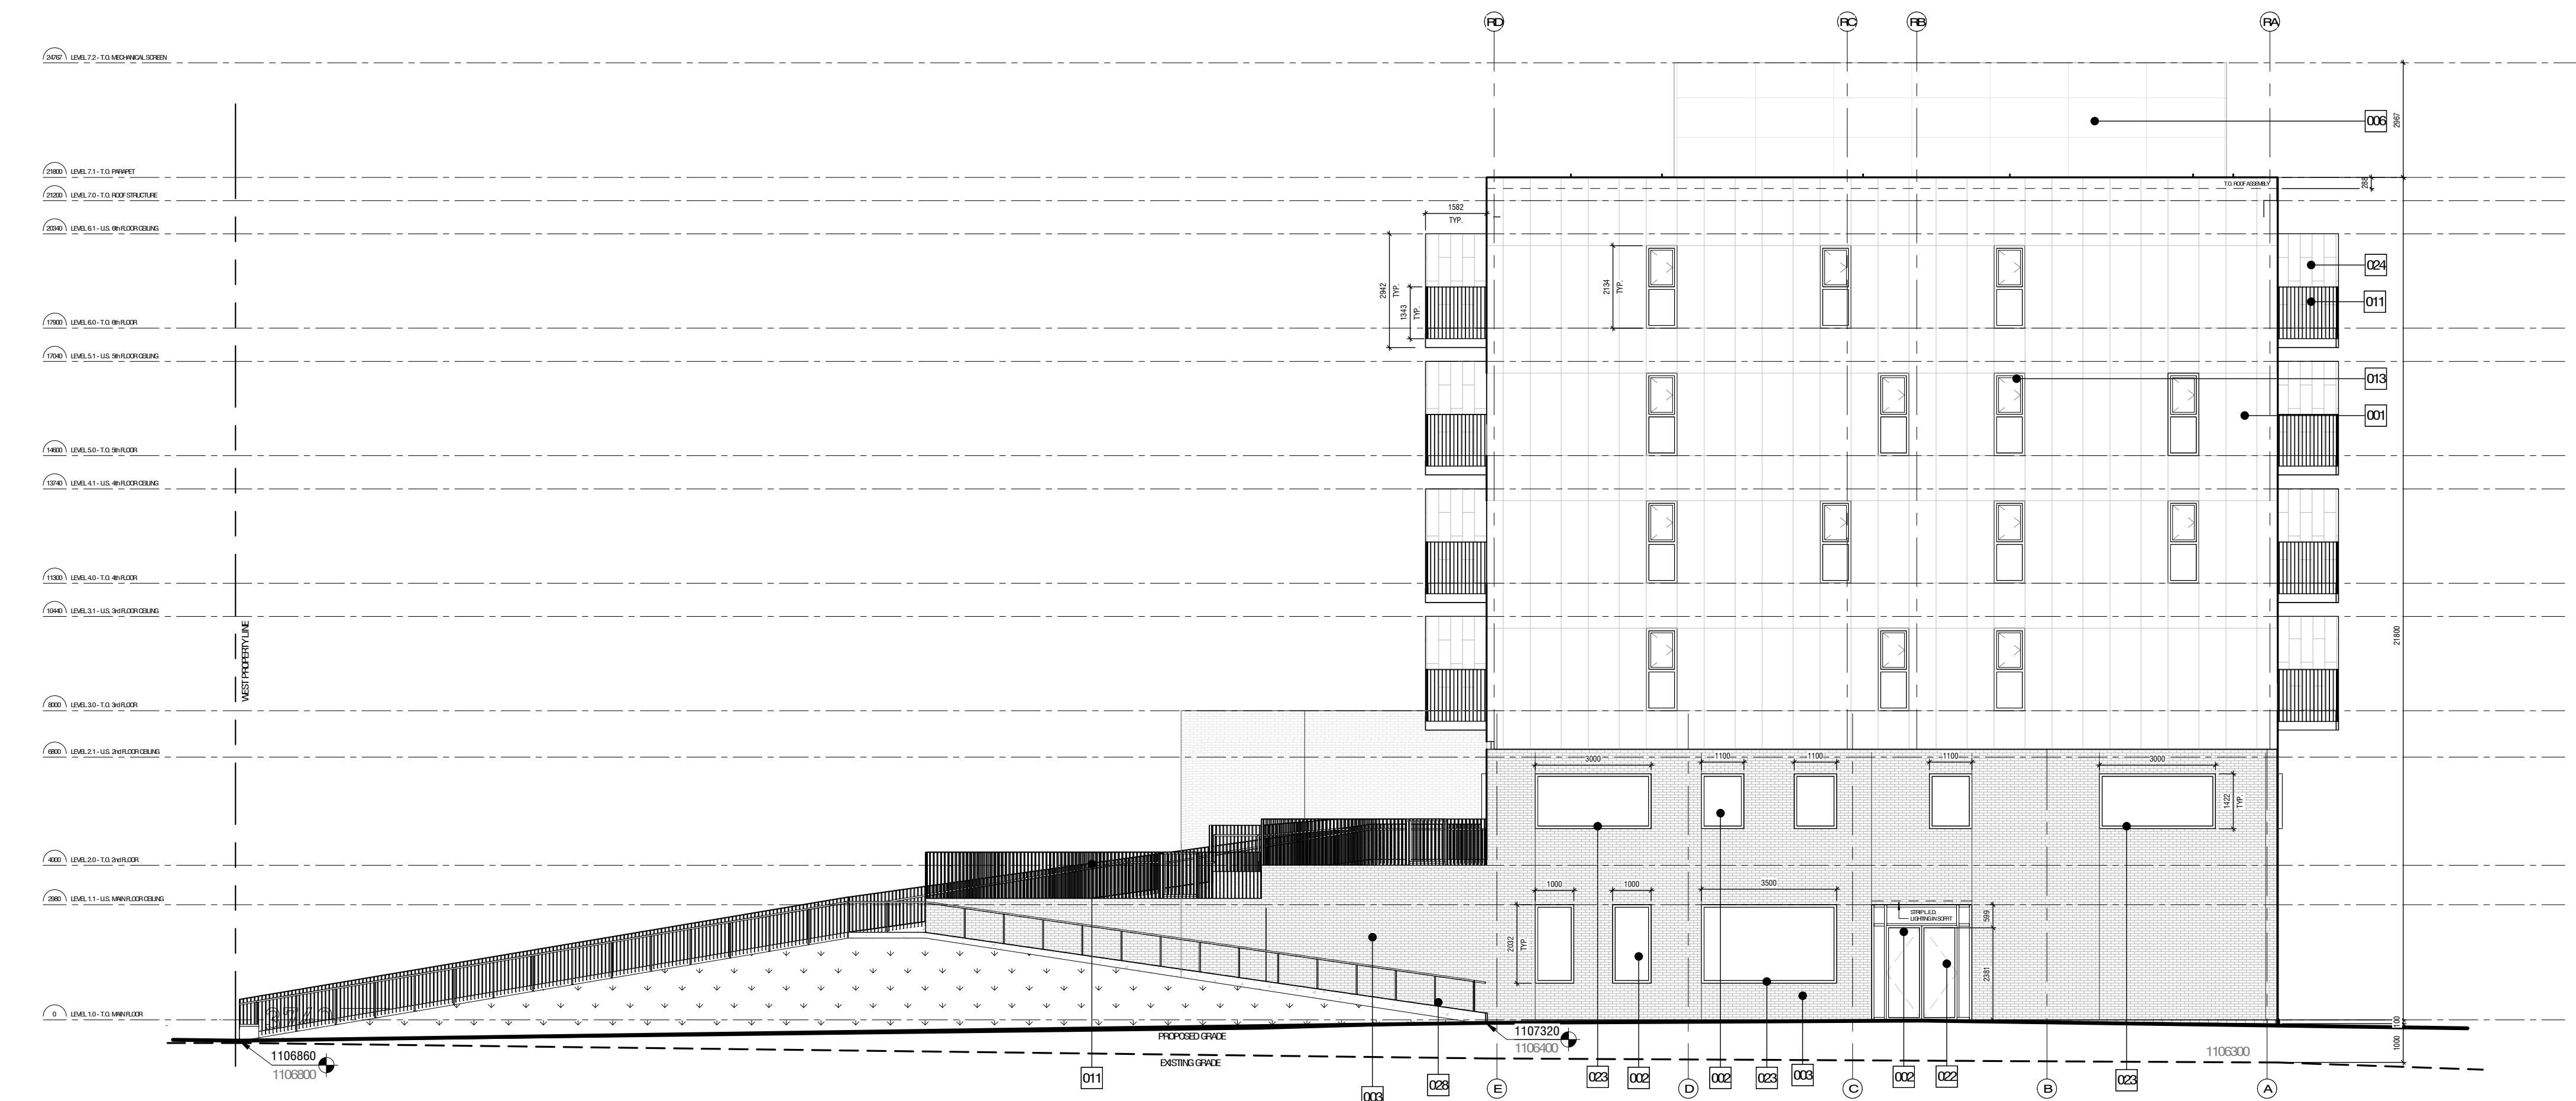 RD RC RB RA
24767 LEVEL 7.2 - T.O. MECHANICAL SCREEN
006
2967
21800 LEVEL 7.1 - T.O. PARAPET
T.O. ROOF ASSEMBLY
288
21200 LEVEL 7.0 - T.O. ROOF STRUCTURE
1582
TYP.
20340 LEVEL 6.1 - U.S. 6th FLOOR CEILING
024
2134
TYP.
2942
TYP.
1343
TYP.
011
17900 LEVEL 6.0 - T.O. 6th FLOOR
17040 LEVEL 5.1 - U.S. 5th FLOOR CEILING
013
001
14600 LEVEL 5.0 - T.O. 5th FLOOR
13740 LEVEL 4.1 - U.S. 4th FLOOR CEILING
11300 LEVEL 4.0 - T.O. 4th FLOOR
10440 LEVEL 3.1 - U.S. 3rd FLOOR CEILING
WEST PROPERTY LINE
21800
8000 LEVEL 3.0 - T.O. 3rd FLOOR
6800 LEVEL 2.1 - U.S. 2nd FLOOR CEILING
3000 1100 1100 1100 3000
1422
TYP.
4000 LEVEL 2.0 - T.O. 2nd FLOOR
1000 1000 3500
2980 LEVEL 1.1 - U.S. MAIN FLOOR CEILING
STRIP L.E.D.
LIGHTING IN SOFFIT
599
2032
TYP.
2381
0 LEVEL 1.0 - T.O. MAIN FLOOR
100
1000
1107320
1106400
PROPOSED GRADE
1106860
1106800
EXISTING GRADE
1106300
011 003 028 E 023 002 D 002 023 003 C 002 022 B 023 A